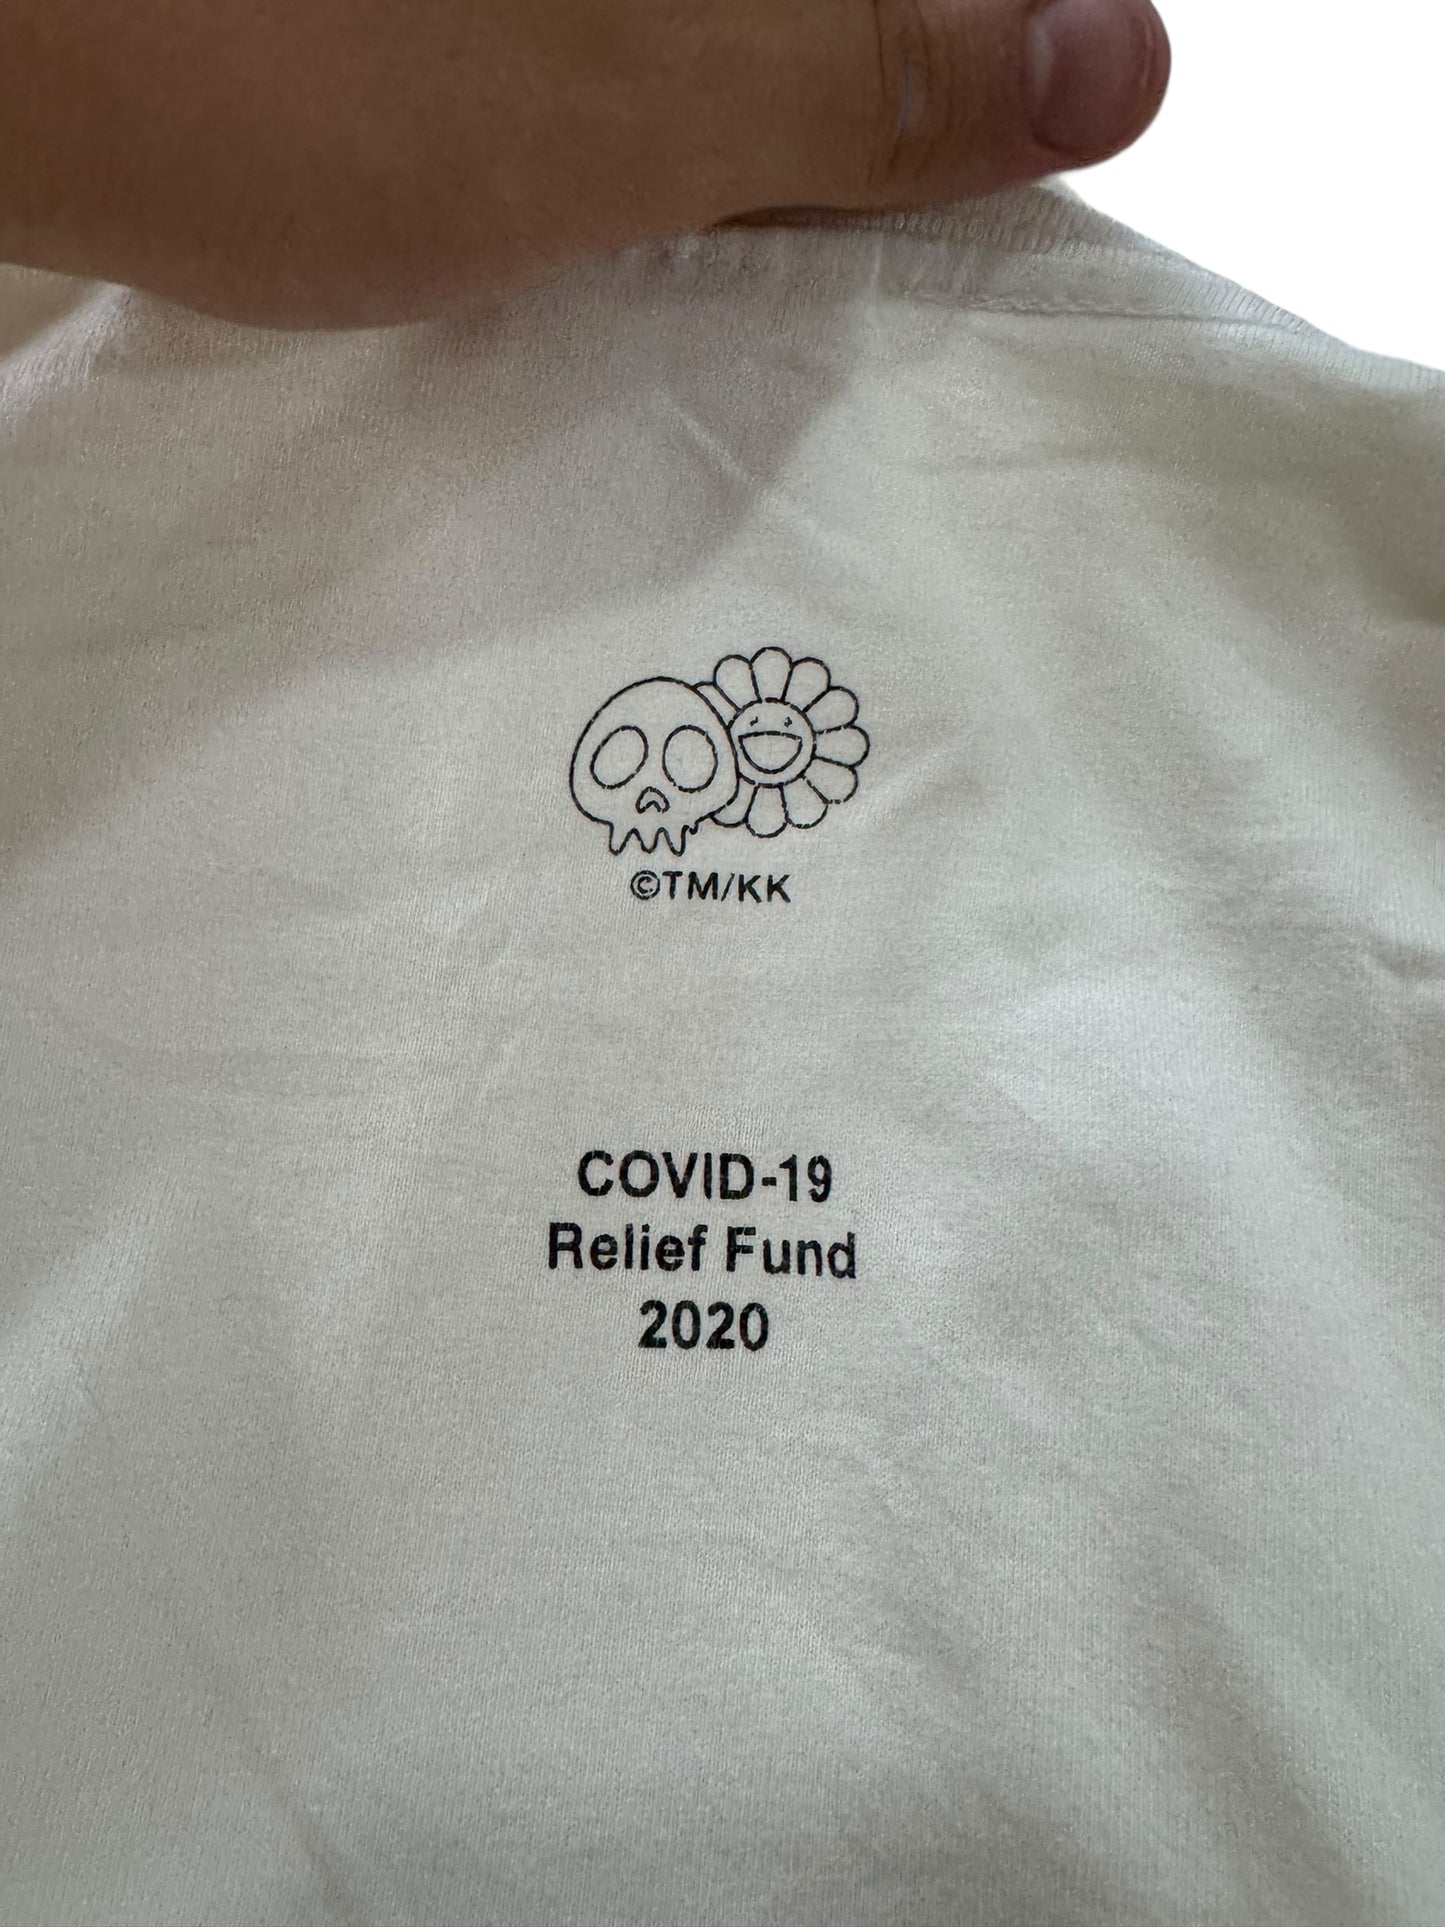 ©TM/KK
COVID-19
Relief Fund
2020